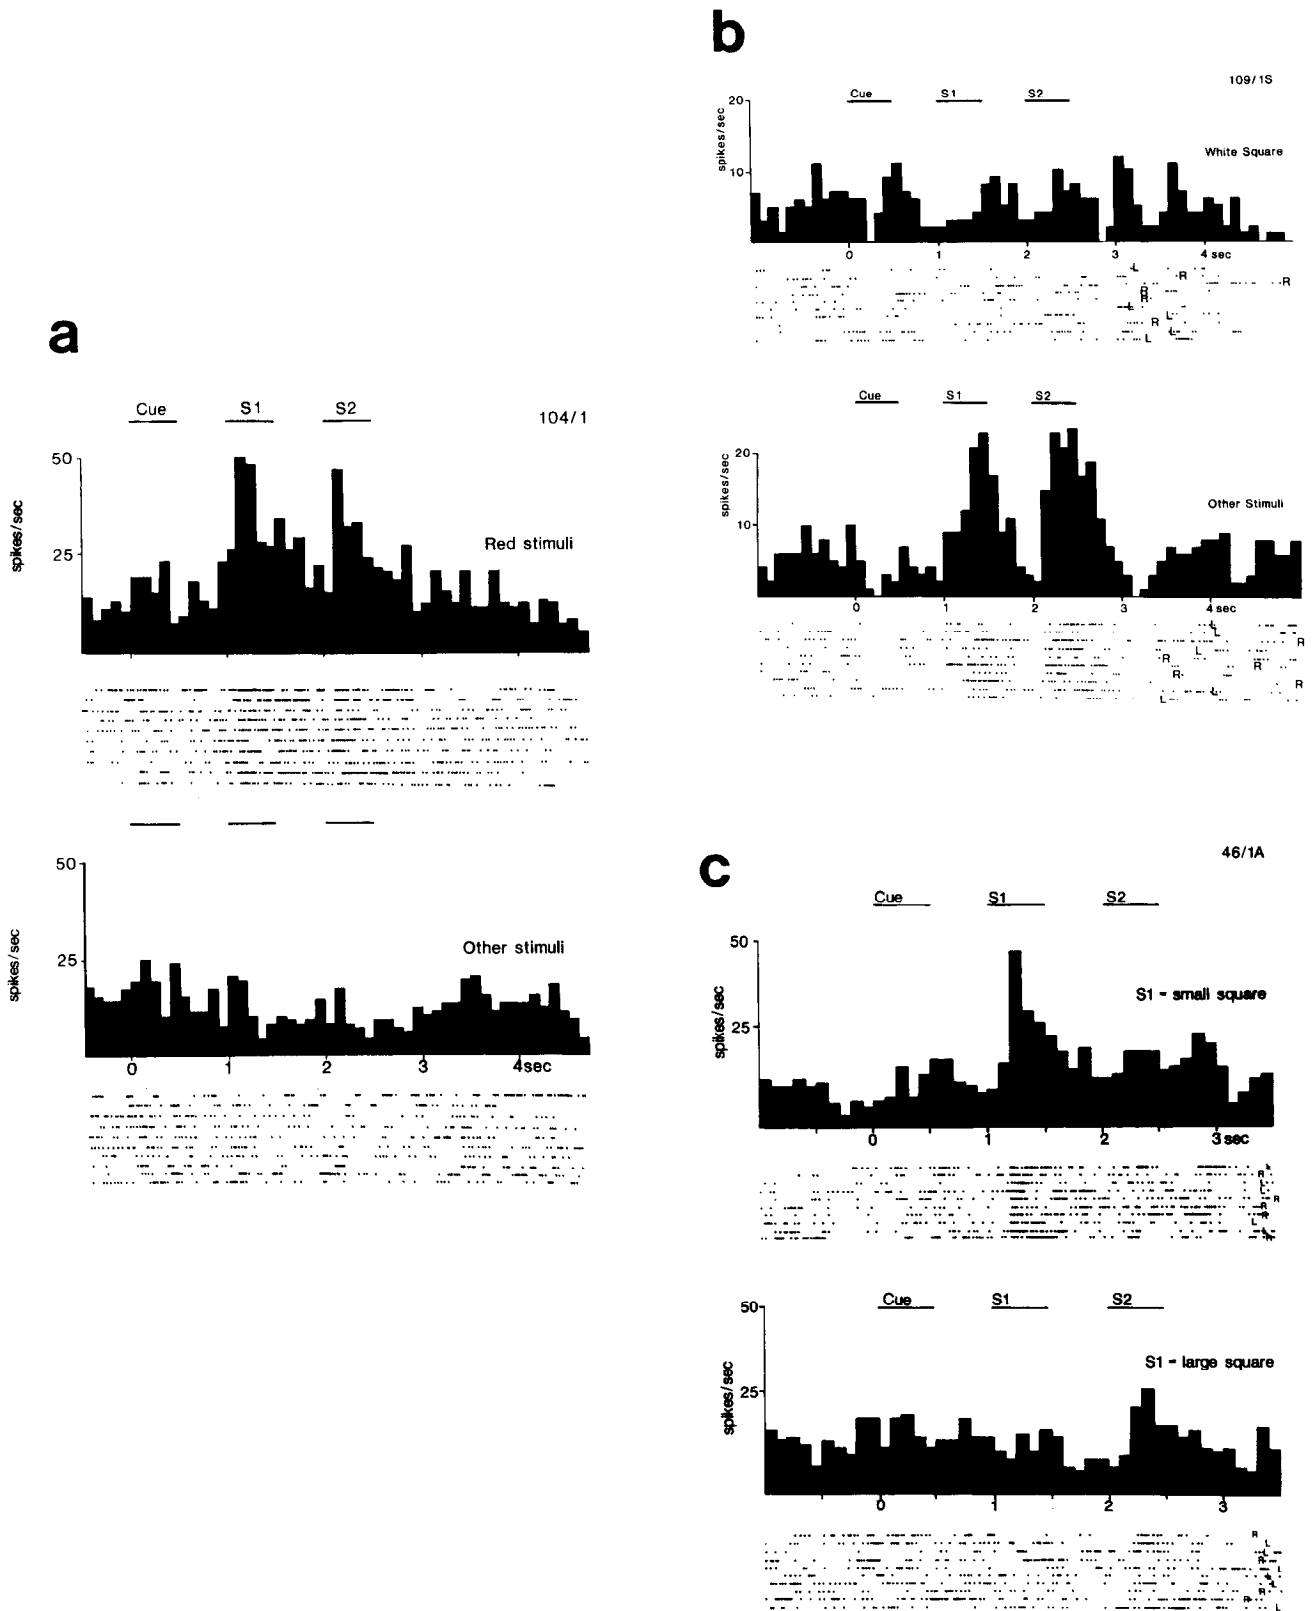 a
Cue S1 S2
104/1
50
25
spikes/sec
Red stimuli
50
25
spikes/sec
Other stimuli
0 1 2 3 4sec
b
109/1S
Cue S1 S2
20
10
spikes/sec
White Square
0 1 2 3 4 sec
L
R
R
R
R
L
L
R
L
L
Cue S1 S2
20
10
spikes/sec
Other Stimuli
0 1 2 3 4 sec
L
L
R
L
R
R
R
R
L
L
c
46/1A
Cue S1 S2
50
25
spikes/sec
S1 = small square
0 1 2 3 sec
R
L
L
R
R
R
L
Cue S1 S2
50
25
spikes/sec
S1 = large square
0 1 2 3
R
L
L
R
L
L
R
R
L